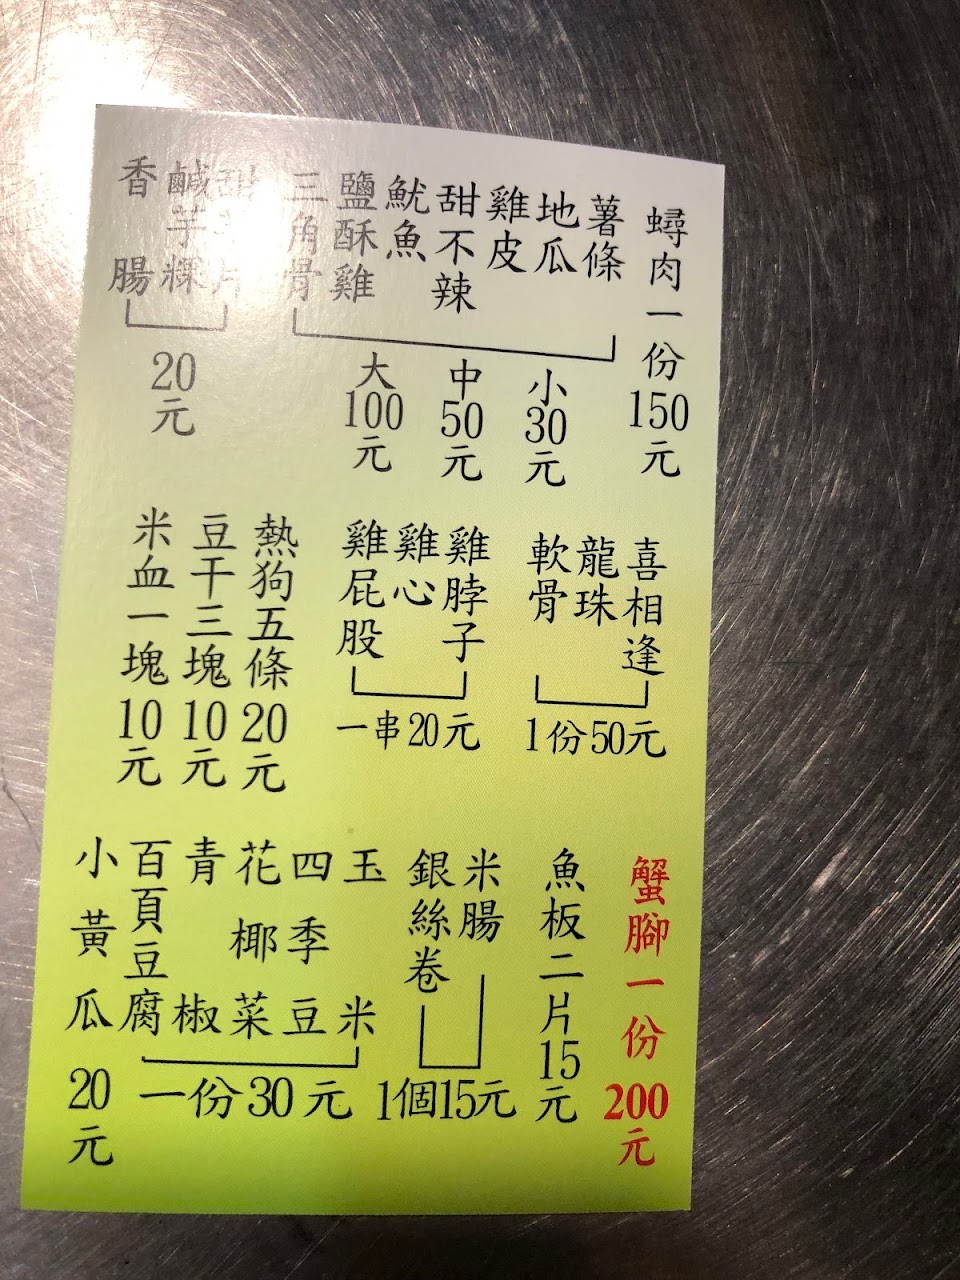 蟳肉一份150元
薯條
地瓜
雞皮
甜不辣
魷魚
鹽酥雞
三角骨
小30元
中50元
大100元
鹹芋粿
香腸
20元
喜相逢
龍珠
軟骨
1份50元
雞脖子
雞心
雞屁股
一串20元
熱狗五條20元
豆干三塊10元
米血一塊10元
蟹腳一份200元
魚板二片15元
米腸
銀絲卷
1個15元
玉米
四季豆
花椰菜
青椒
百頁豆腐
一份30元
小黃瓜20元